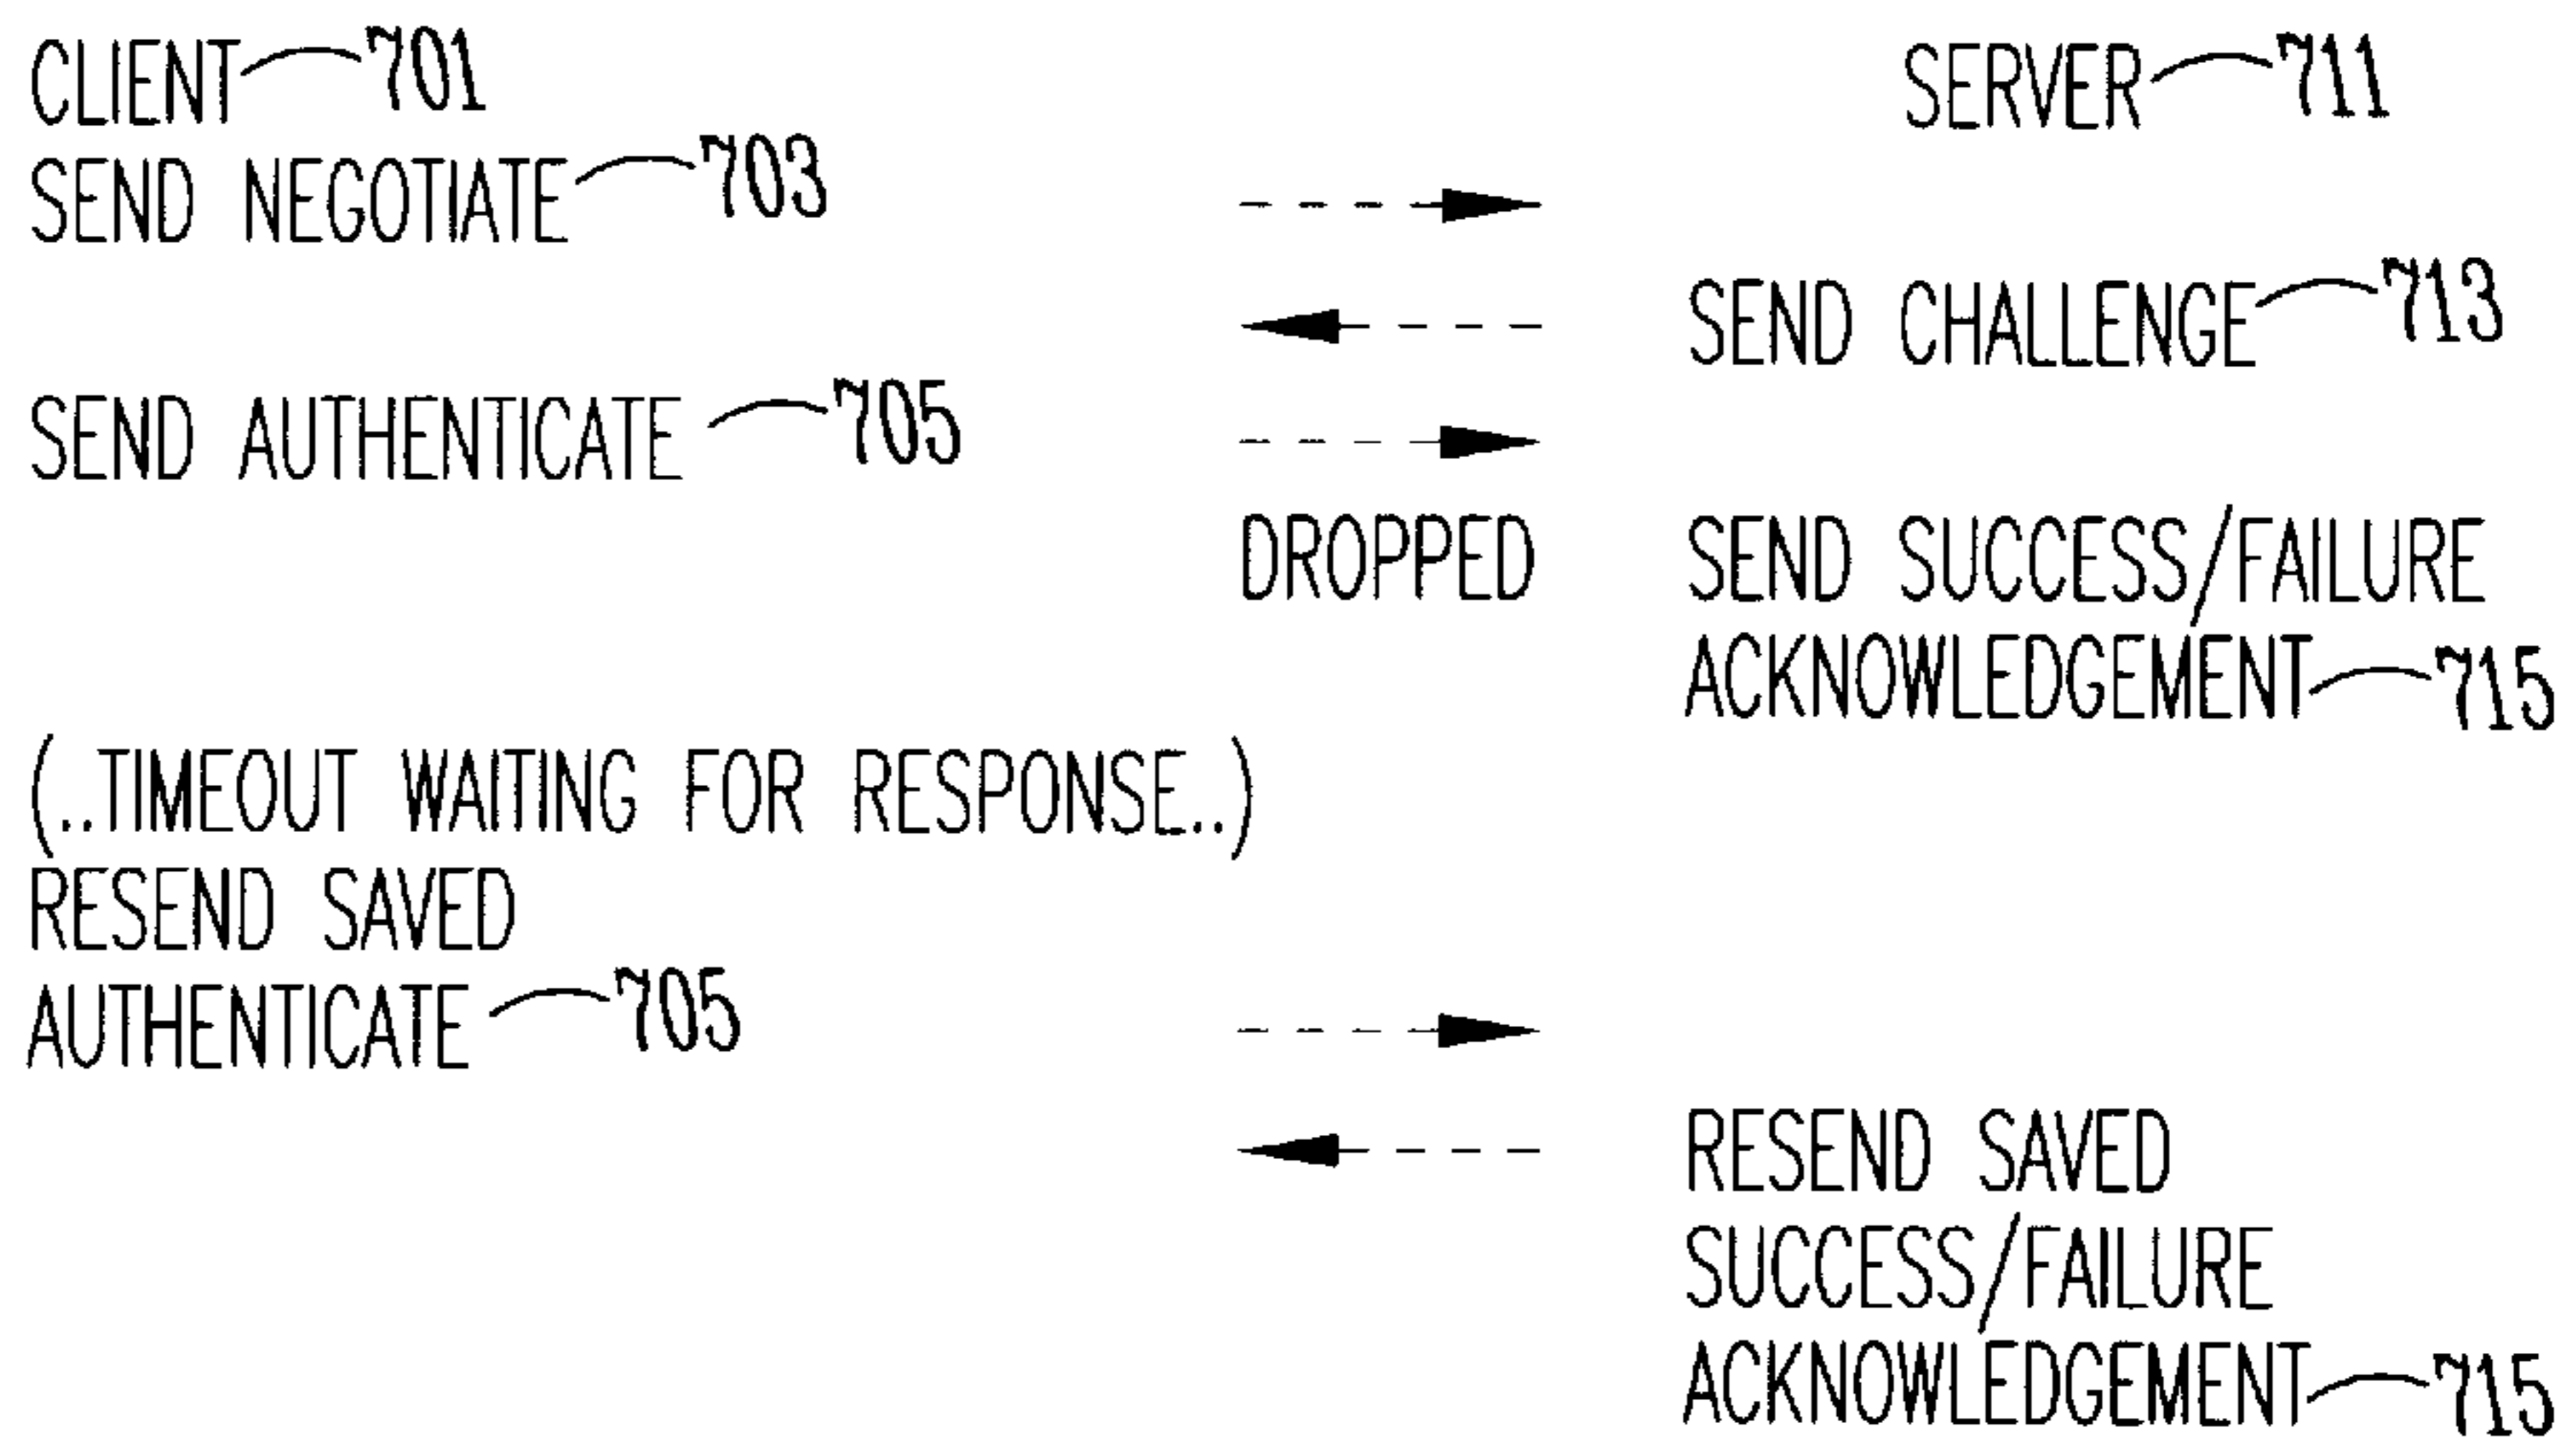 CLIENT 701 SERVER 711
SEND NEGOTIATE 703
SEND CHALLENGE 713
SEND AUTHENTICATE 705
DROPPED SEND SUCCESS/FAILURE
ACKNOWLEDGEMENT 715
(..TIMEOUT WAITING FOR RESPONSE..)
RESEND SAVED
AUTHENTICATE 705
RESEND SAVED
SUCCESS/FAILURE
ACKNOWLEDGEMENT 715